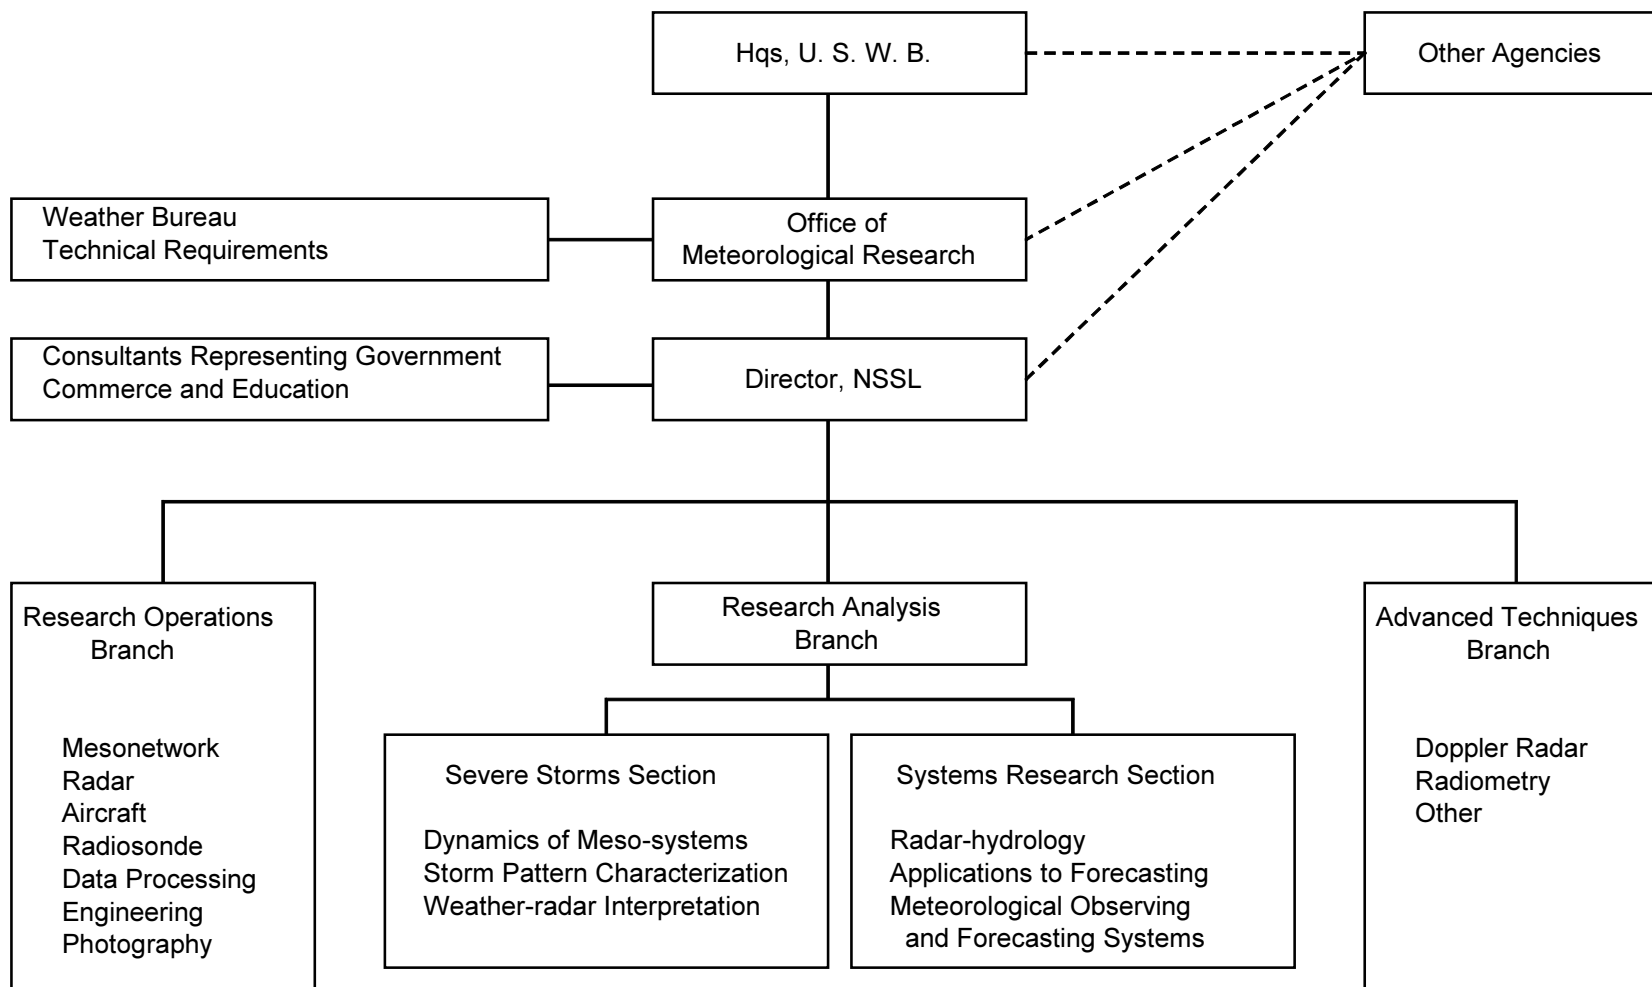 Hqs, U. S. W. B.
Other Agencies
Weather Bureau
Technical Requirements
Office of
Meteorological Research
Consultants Representing Government
Commerce and Education
Director, NSSL
Research Operations
Branch
Mesonetwork
Radar
Aircraft
Radiosonde
Data Processing
Engineering
Photography
Research Analysis
Branch
Severe Storms Section
Dynamics of Meso-systems
Storm Pattern Characterization
Weather-radar Interpretation
Systems Research Section
Radar-hydrology
Applications to Forecasting
Meteorological Observing
and Forecasting Systems
Advanced Techniques
Branch
Doppler Radar
Radiometry
Other